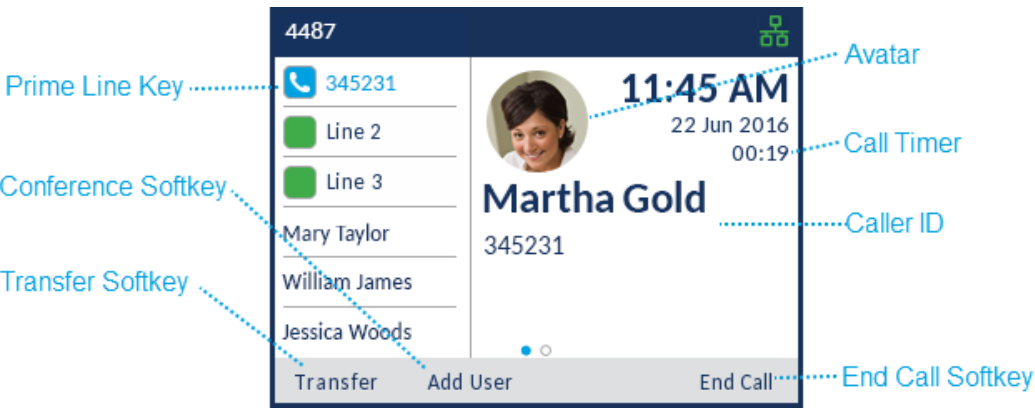 4487
Prime Line Key
345231
Line 2
Line 3
Conference Softkey
Mary Taylor
William James
Transfer Softkey
Jessica Woods
11:45 AM
22 Jun 2016
00:19
Martha Gold
345231
Avatar
Call Timer
Caller ID
Transfer
Add User
End Call
End Call Softkey